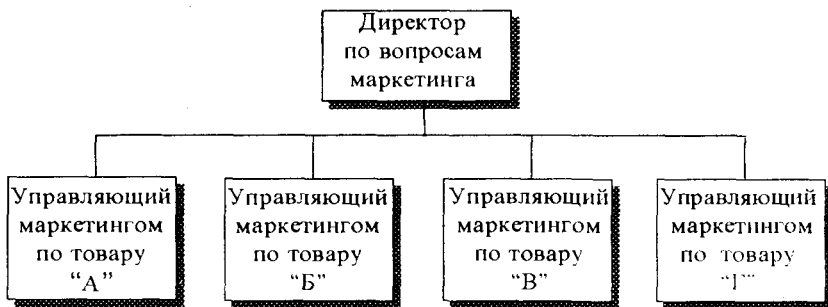 Директор
по вопросам
маркетинга
Управляющий
маркетингом
по товару
“А”
Управляющий
маркетингом
по товару
“Б”
Управляющий
маркетингом
по товару
“В”
Управляющий
маркетингом
по товару
“Г”